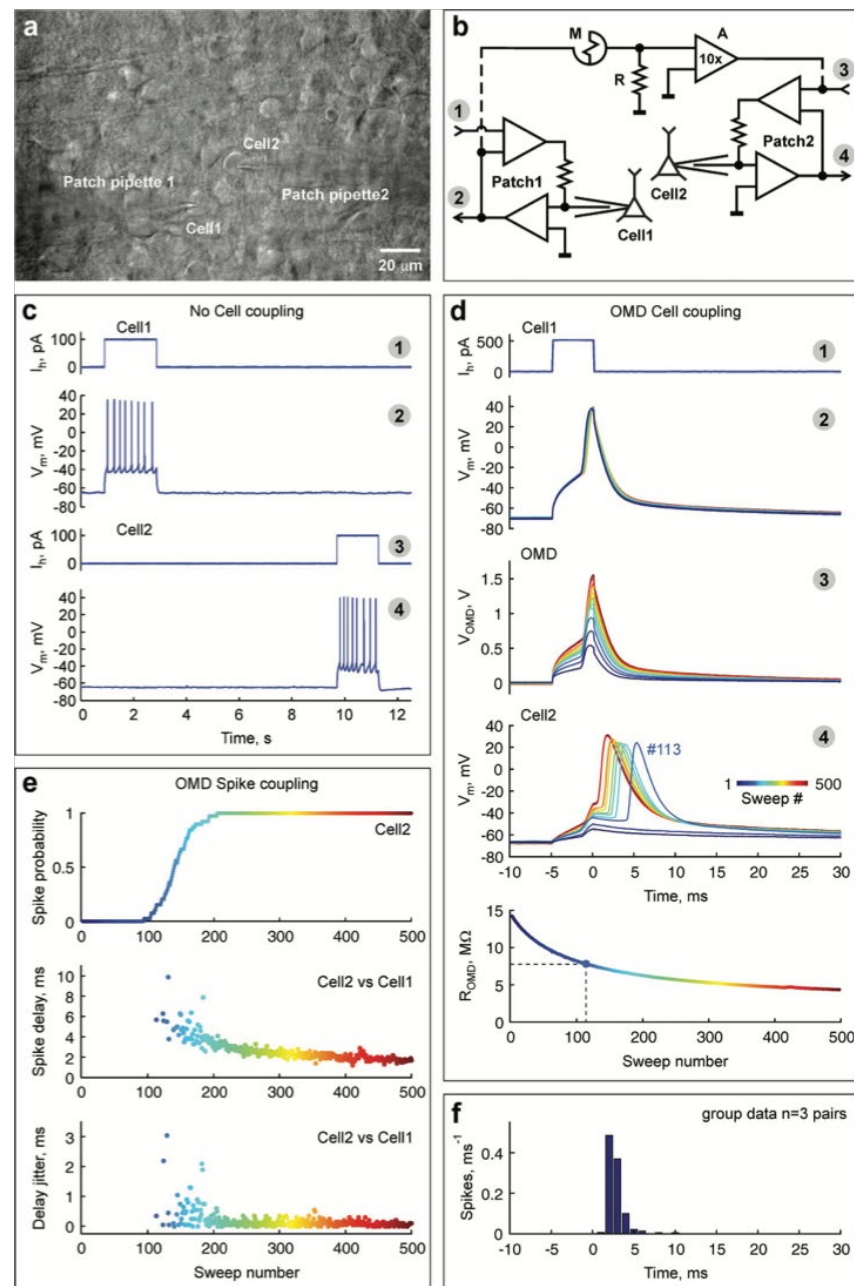 a
Cell2
Patch pipette 1
Patch pipette2
Cell1
20 µm
b
M
A
10x
R
3
1
Patch2
4
Patch1
Cell2
2
Cell1
c
No Cell coupling
Cell1
1
Ih, pA
100
0
2
Vm, mV
40
20
0
-20
-40
-60
-80
Cell2
3
Ih, pA
100
0
4
Vm, mV
40
20
0
-20
-40
-60
-80
0 2 4 6 8 10 12
Time, s
d
OMD Cell coupling
Cell1
1
Ih, pA
500
0
2
Vm, mV
40
20
0
-20
-40
-60
-80
OMD
3
VOMD, V
1.5
1
0.5
0
Cell2
4
#113
1 500
Sweep #
Vm, mV
40
20
0
-20
-40
-60
-80
-10 -5 0 5 10 15 20 25 30
Time, ms
ROMD, MΩ
15
10
5
0
0 100 200 300 400 500
Sweep number
e
OMD Spike coupling
Cell2
Spike probability
1
0.5
0
0 100 200 300 400 500
Cell2 vs Cell1
Spike delay, ms
10
8
6
4
2
0
0 100 200 300 400 500
Cell2 vs Cell1
Delay jitter, ms
3
2
1
0
0 100 200 300 400 500
Sweep number
f
group data n=3 pairs
Spikes, ms-1
0.4
0.2
0
-10 -5 0 5 10 15 20 25 30
Time, ms